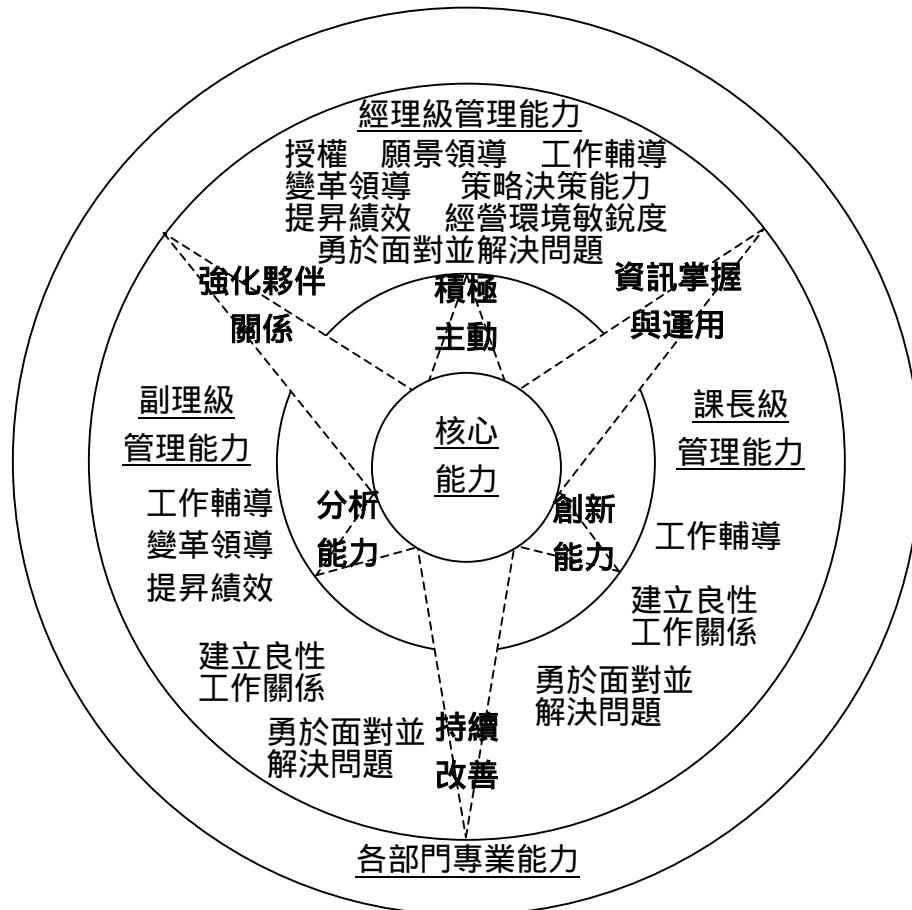 經理級管理能力
授權 願景領導 工作輔導
變革領導 策略決策能力
提昇績效 經營環境敏銳度
勇於面對並解決問題
強化夥伴
關係
積極
主動
資訊掌握
與運用
副理級
管理能力
工作輔導
變革領導
提昇績效
建立良性
工作關係
勇於面對並
解決問題
核心
能力
分析
能力
創新
能力
課長級
管理能力
工作輔導
建立良性
工作關係
勇於面對並
解決問題
持續
改善
各部門專業能力